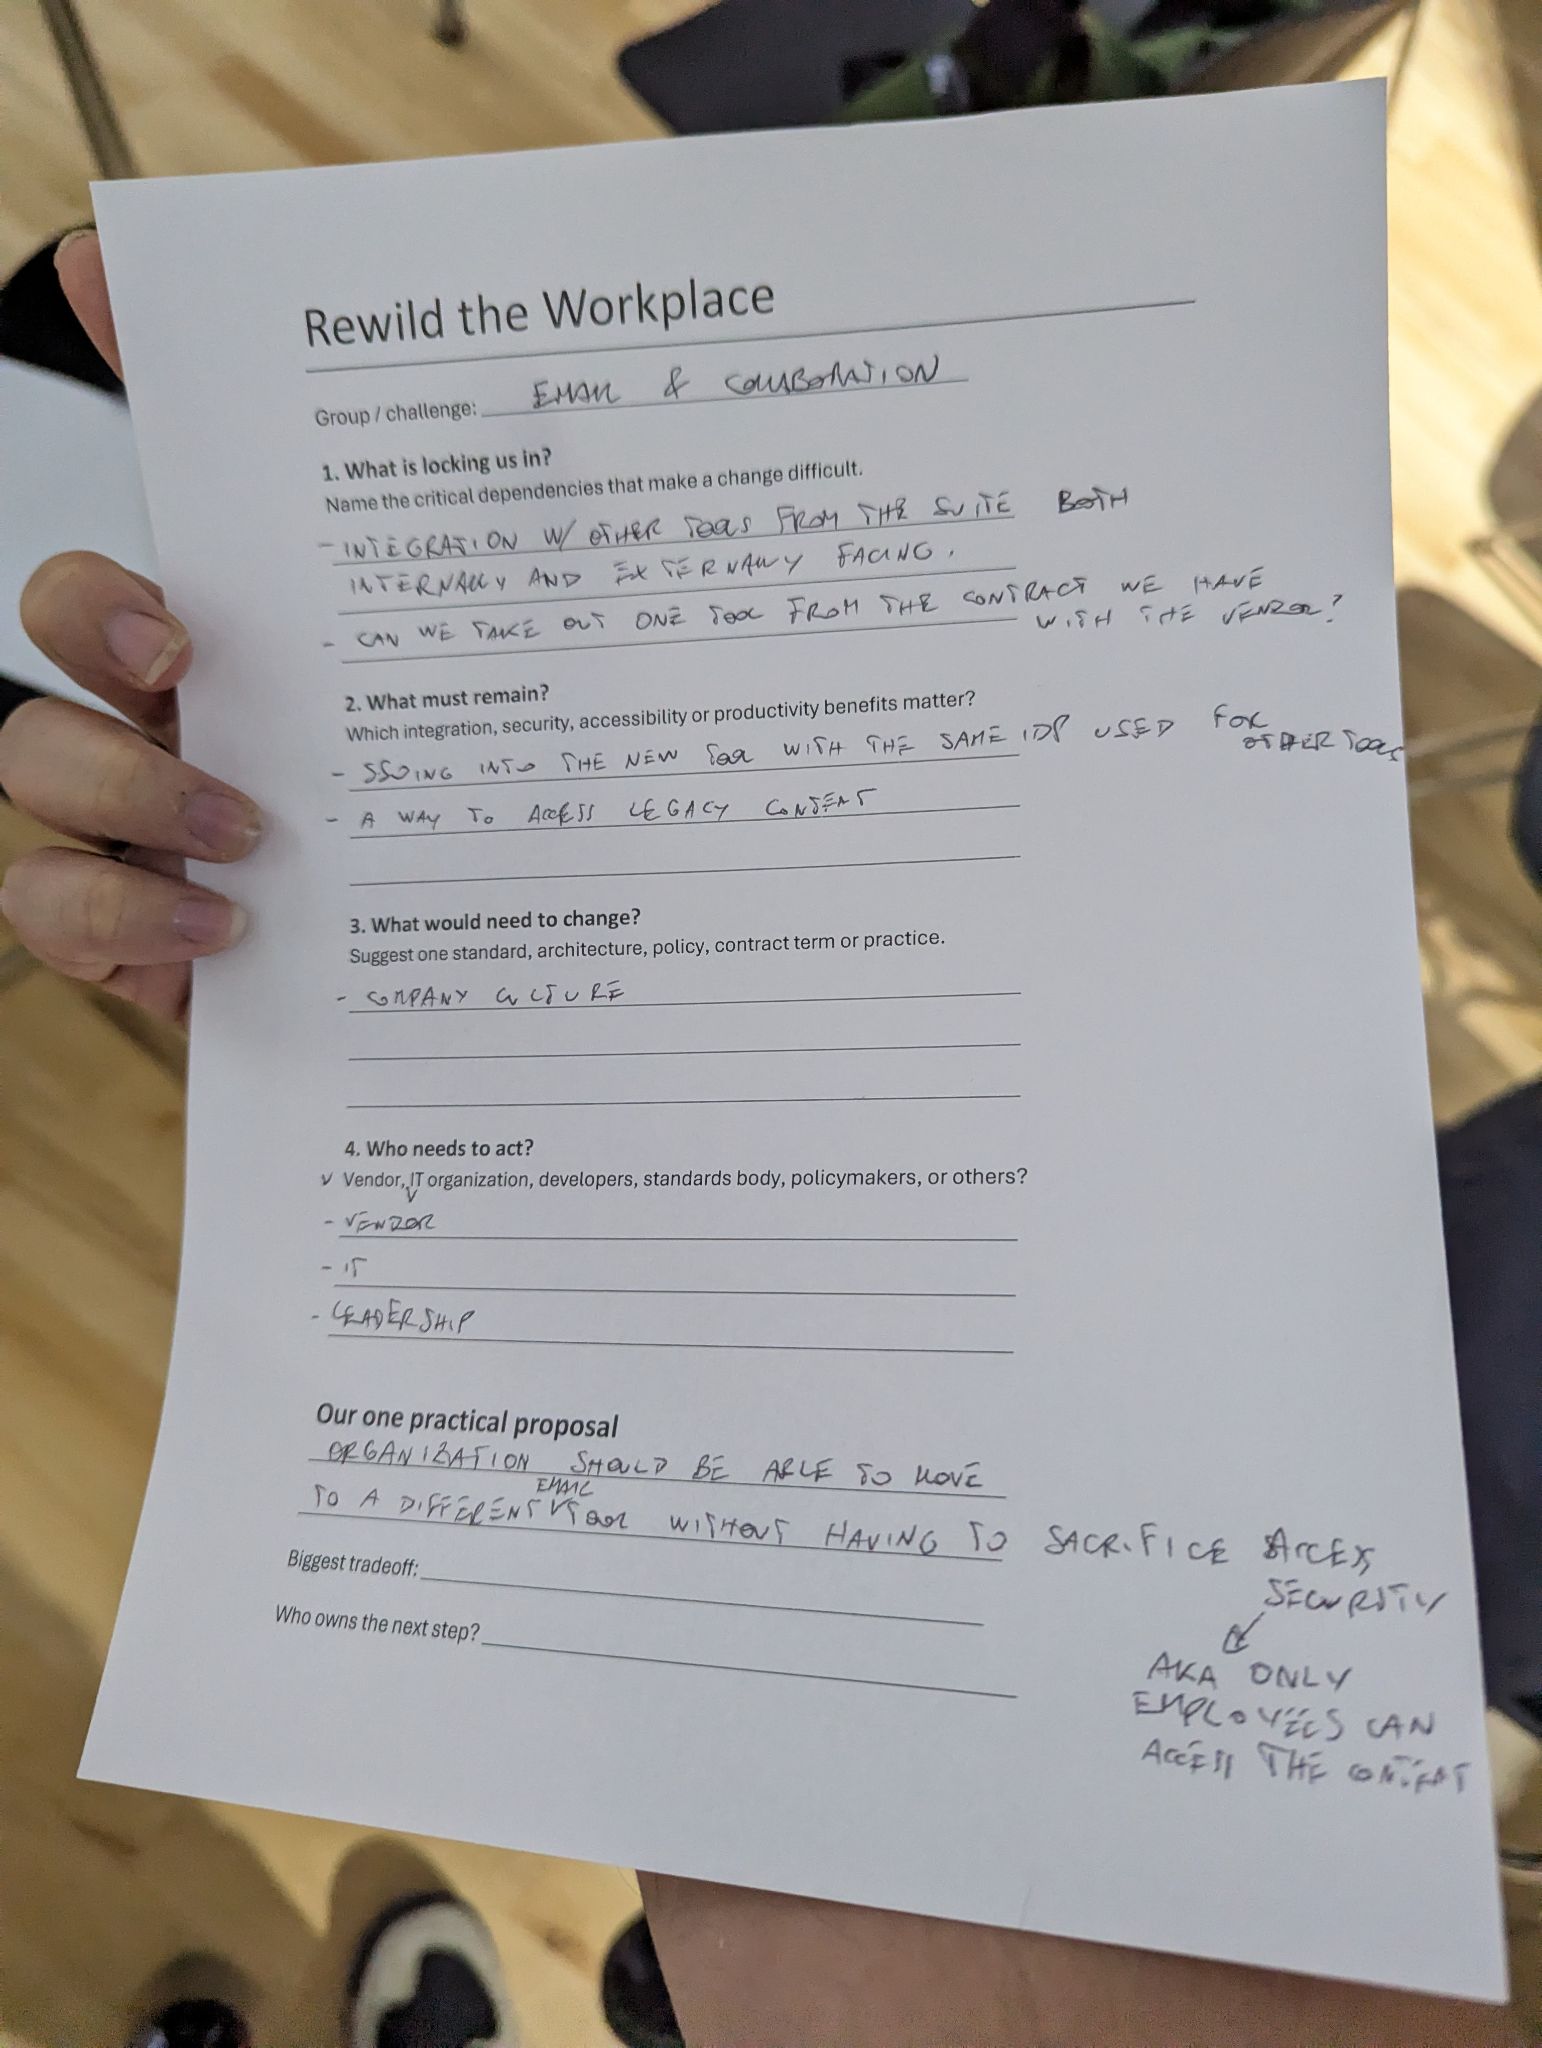 Rewild the Workplace
Group / challenge: EMAIL & COLLABORATION
1. What is locking us in?
Name the critical dependencies that make a change difficult.
- INTEGRATION W/ OTHER TOOLS FROM THE SUITE BOTH
INTERNALLY AND EXTERNALLY FACING.
- CAN WE TAKE OUT ONE TOOL FROM THE CONTRACT WE HAVE
WITH THE VENDOR?
2. What must remain?
Which integration, security, accessibility or productivity benefits matter?
- SSOING INTO THE NEW TOOL WITH THE SAME IDP USED FOR
OTHER TOOLS
- A WAY TO ACCESS LEGACY CONTENT
3. What would need to change?
Suggest one standard, architecture, policy, contract term or practice.
- COMPANY CULTURE
4. Who needs to act?
✓ Vendor, IT organization, developers, standards body, policymakers, or others?
✓
- VENDOR
- IT
- LEADERSHIP
Our one practical proposal
ORGANIZATION SHOULD BE ABLE TO MOVE
EMAIL
TO A DIFFERENT ✓ TOOL WITHOUT HAVING TO SACRIFICE ACCESS
SECURITY
Biggest tradeoff:
Who owns the next step?
AKA ONLY
EMPLOYEES CAN
ACCESS THE CONTENT